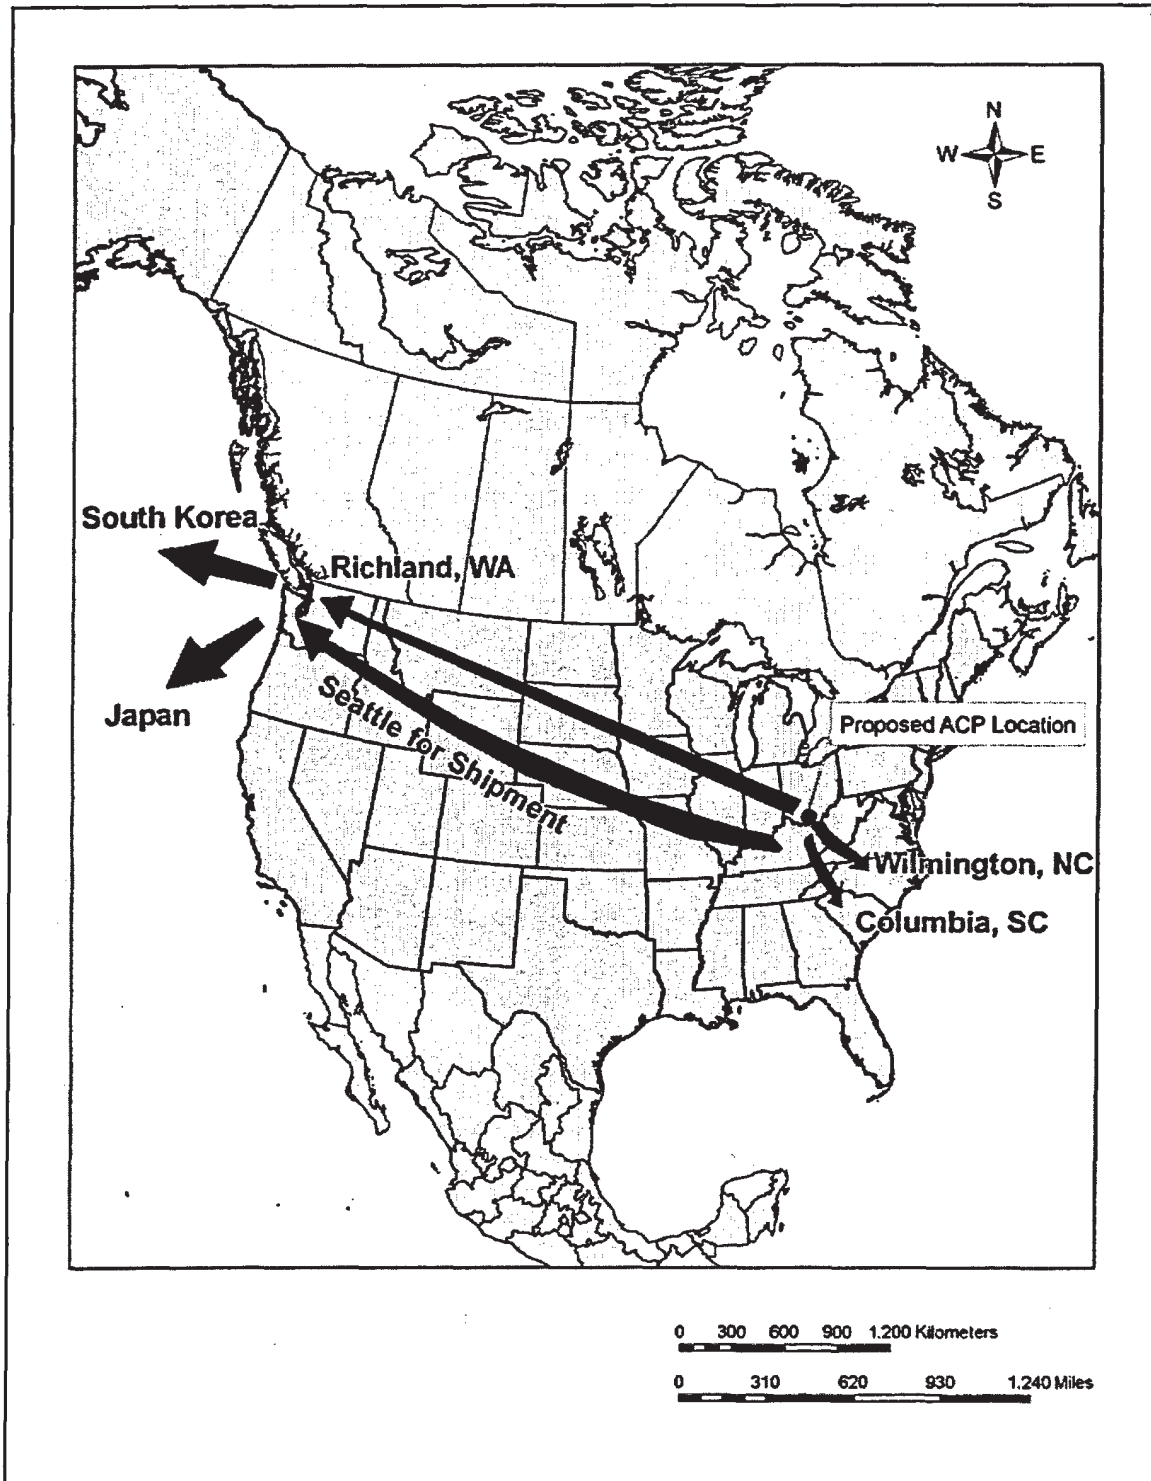 N
W E
S
South Korea
Richland, WA
Japan
Seattle for Shipment
Proposed ACP Location
Wilmington, NC
Columbia, SC
0 300 600 900 1.200 Kilometers
0 310 620 930 1.240 Miles